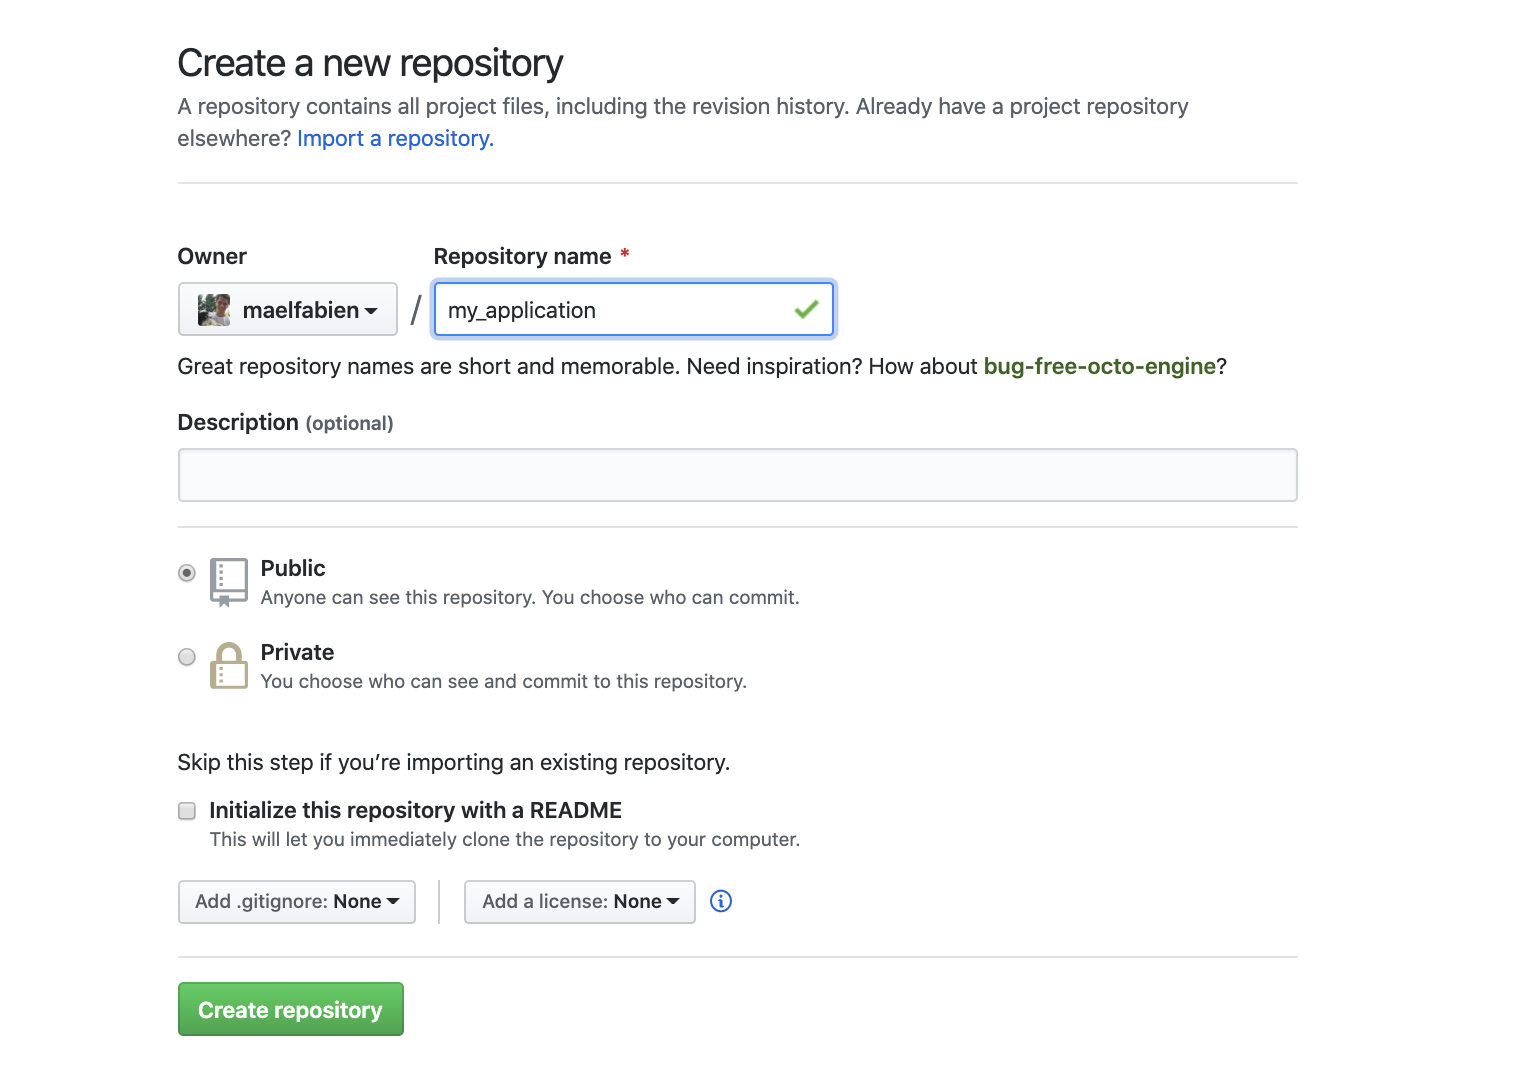 Create a new repository
A repository contains all project files, including the revision history. Already have a project repository
elsewhere? Import a repository.
Owner
Repository name *
maelfabien / my_application
Great repository names are short and memorable. Need inspiration? How about bug-free-octo-engine?
Description (optional)
Public
Anyone can see this repository. You choose who can commit.
Private
You choose who can see and commit to this repository.
Skip this step if you’re importing an existing repository.
Initialize this repository with a README
This will let you immediately clone the repository to your computer.
Add .gitignore: None
Add a license: None
Create repository